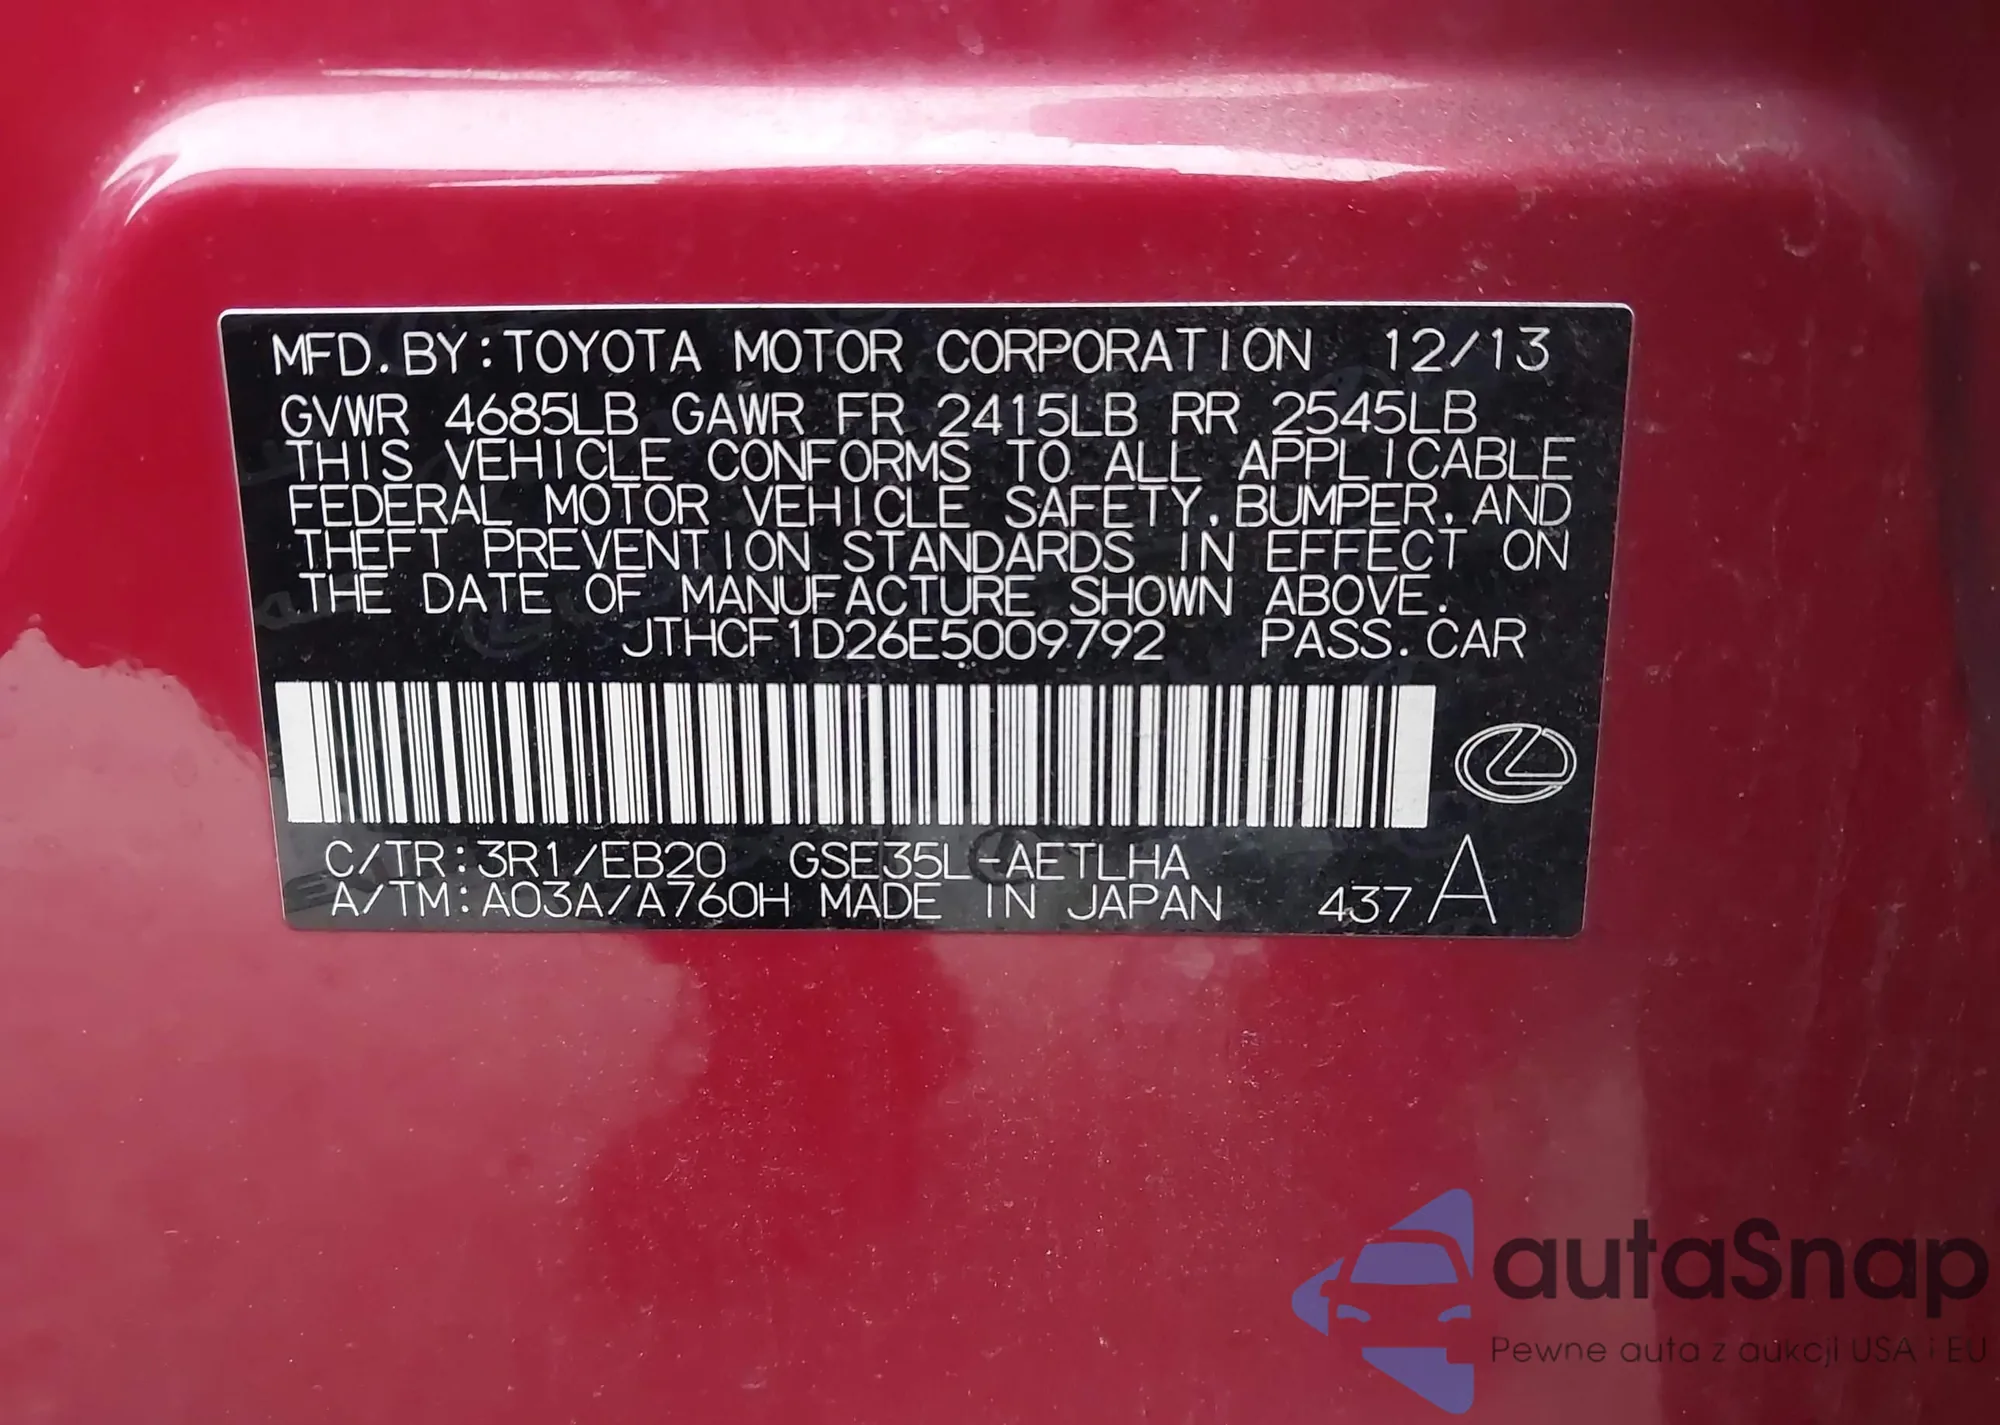 MFD. BY: TOYOTA MOTOR CORPORATION 12/13
GVWR 4685LB GAWR FR 2415LB RR 2545LB
THIS VEHICLE CONFORMS TO ALL APPLICABLE
FEDERAL MOTOR VEHICLE SAFETY, BUMPER, AND
THEFT PREVENTION STANDARDS IN EFFECT ON
THE DATE OF MANUFACTURE SHOWN ABOVE.
JTHCF1D26E5009792 PASS. CAR
C/TR: 3R1/EB20 GSE35L-AETLHA
A/TM: A03A/A760H MADE IN JAPAN 437 A
autaSnap
Pewne auta z aukcji USA i EU